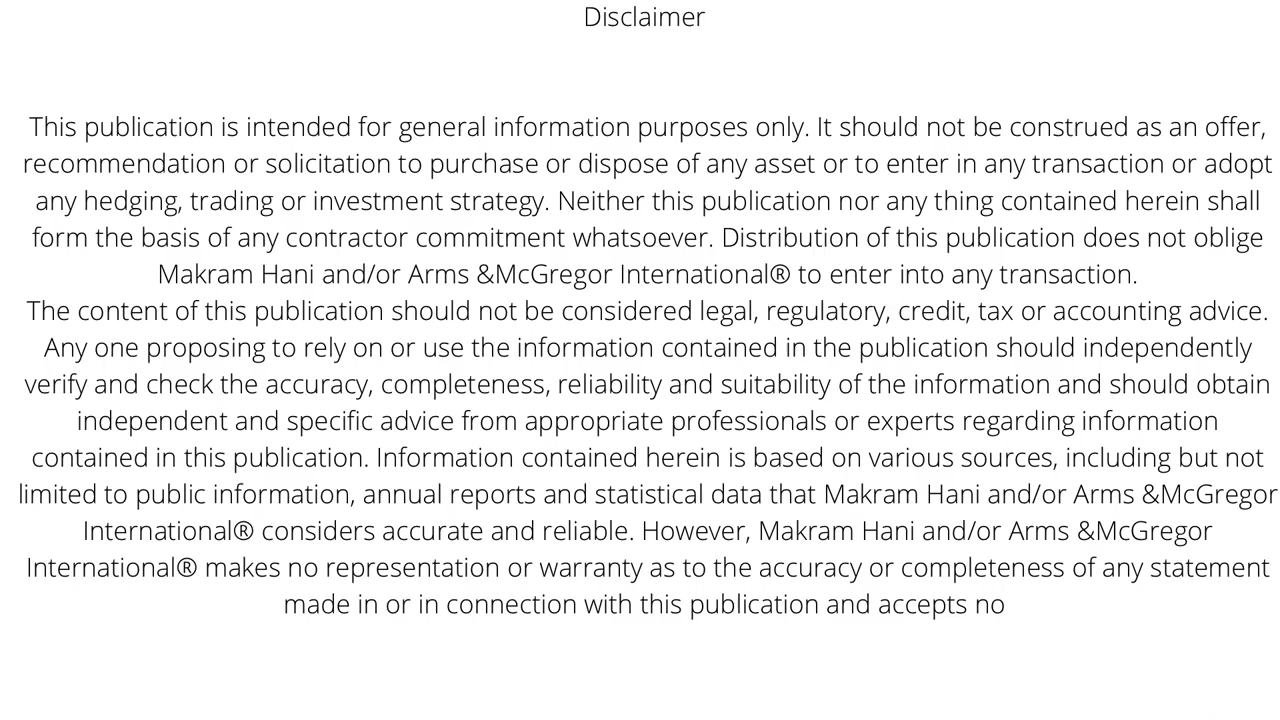 Disclaimer
This publication is intended for general information purposes only. It should not be construed as an offer,
recommendation or solicitation to purchase or dispose of any asset or to enter in any transaction or adopt
any hedging, trading or investment strategy. Neither this publication nor any thing contained herein shall
form the basis of any contractor commitment whatsoever. Distribution of this publication does not oblige
Makram Hani and/or Arms &McGregor International® to enter into any transaction.
The content of this publication should not be considered legal, regulatory, credit, tax or accounting advice.
Any one proposing to rely on or use the information contained in the publication should independently
verify and check the accuracy, completeness, reliability and suitability of the information and should obtain
independent and specific advice from appropriate professionals or experts regarding information
contained in this publication. Information contained herein is based on various sources, including but not
limited to public information, annual reports and statistical data that Makram Hani and/or Arms &McGregor
International® considers accurate and reliable. However, Makram Hani and/or Arms &McGregor
International® makes no representation or warranty as to the accuracy or completeness of any statement
made in or in connection with this publication and accepts no